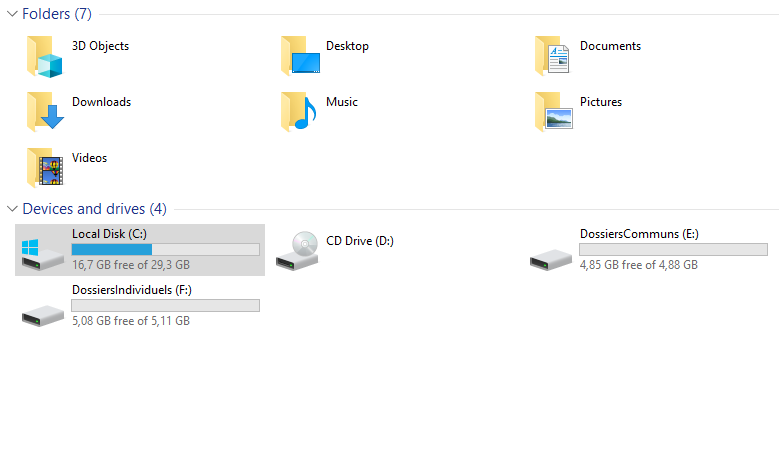 Folders (7)
3D Objects
Desktop
Documents
Downloads
Music
Pictures
Videos
Devices and drives (4)
Local Disk (C:)
16,7 GB free of 29,3 GB
CD Drive (D:)
DossiersCommuns (E:)
4,85 GB free of 4,88 GB
DossiersIndividuels (F:)
5,08 GB free of 5,11 GB